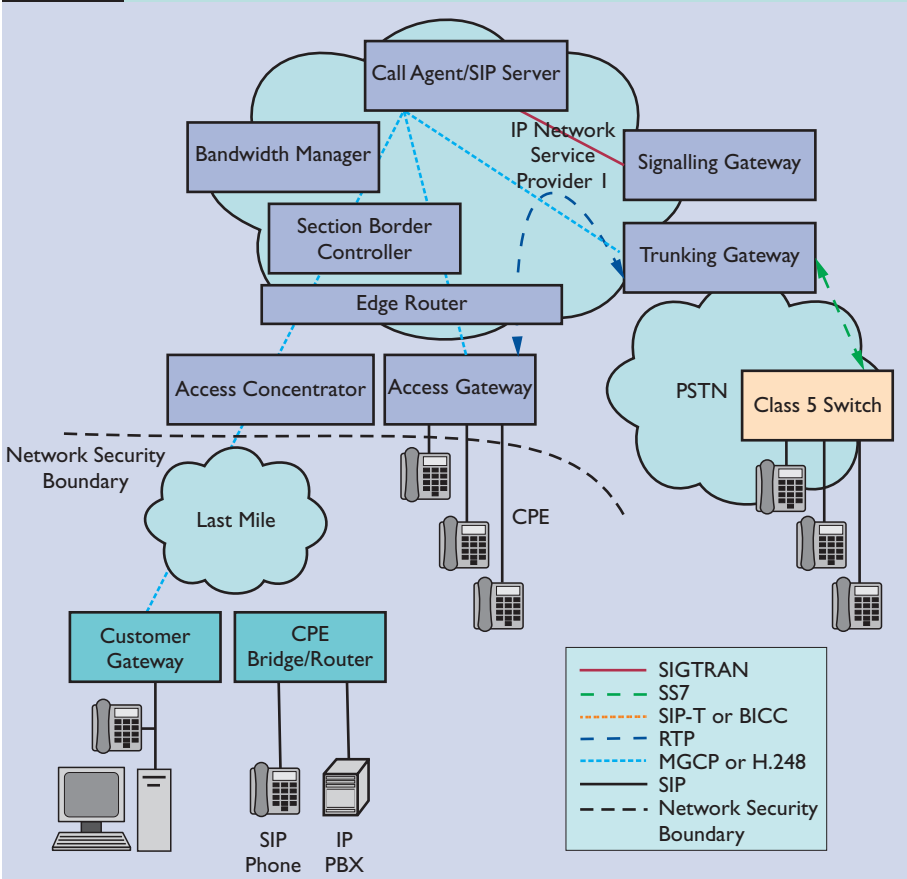 Call Agent/SIP Server
IP Network
Service
Provider 1
Bandwidth Manager
Signalling Gateway
Section Border
Controller
Trunking Gateway
Edge Router
Access Concentrator
Access Gateway
PSTN
Class 5 Switch
Network Security
Boundary
Last Mile
CPE
Customer
Gateway
CPE
Bridge/Router
SIP
Phone
IP
PBX
SIGTRAN
SS7
SIP-T or BICC
RTP
MGCP or H.248
SIP
Network Security
Boundary